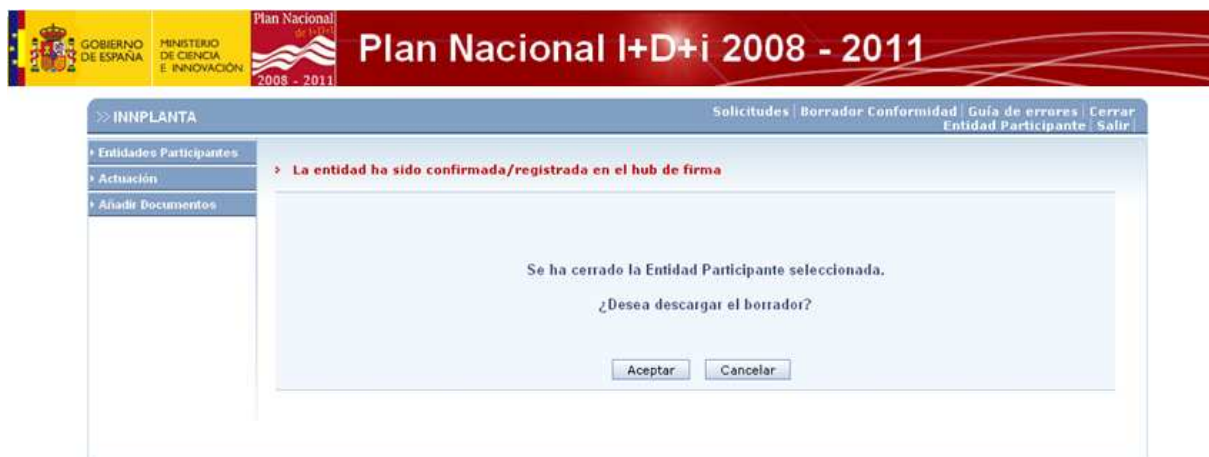 GOBIERNO
DE ESPAÑA
MINISTERIO
DE CIENCIA
E INNOVACIÓN
Plan Nacional
de I+D+I
2008 - 2011
Plan Nacional I+D+i 2008 - 2011
>> INNPLANTA
Solicitudes | Borrador Conformidad | Guía de errores | Cerrar
Entidad Participante | Salir |
Entidades Participantes
Actuación
Añadir Documentos
La entidad ha sido confirmada/registrada en el hub de firma
Se ha cerrado la Entidad Participante seleccionada.
¿Desea descargar el borrador?
Aceptar Cancelar